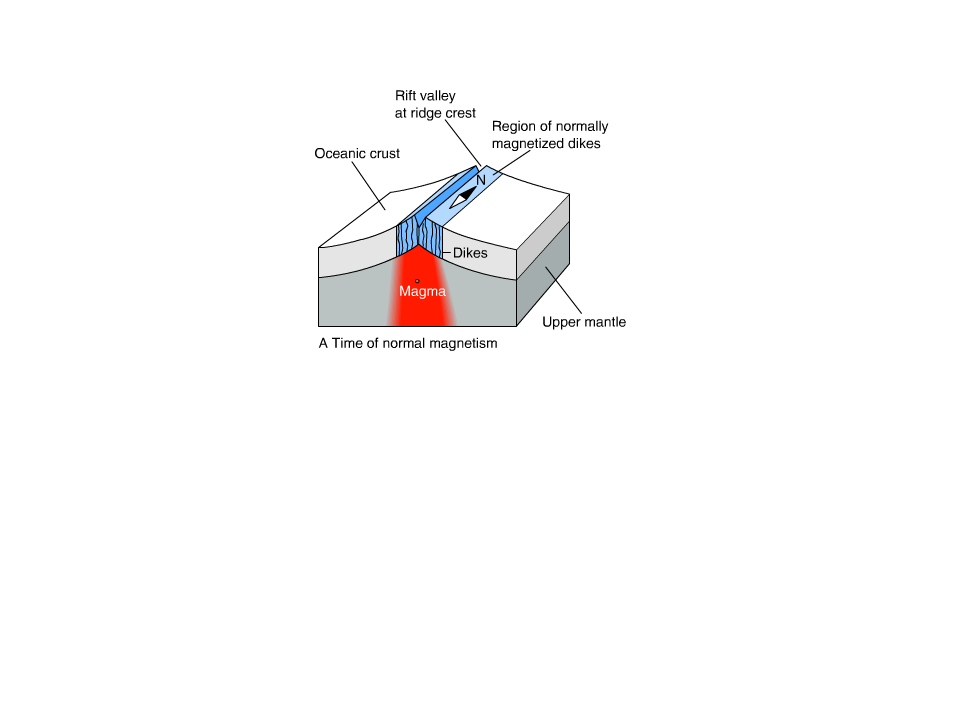 Rift valley
at ridge crest
Region of normally
magnetized dikes
Oceanic crust
N
Dikes
Magma
Upper mantle
A Time of normal magnetism